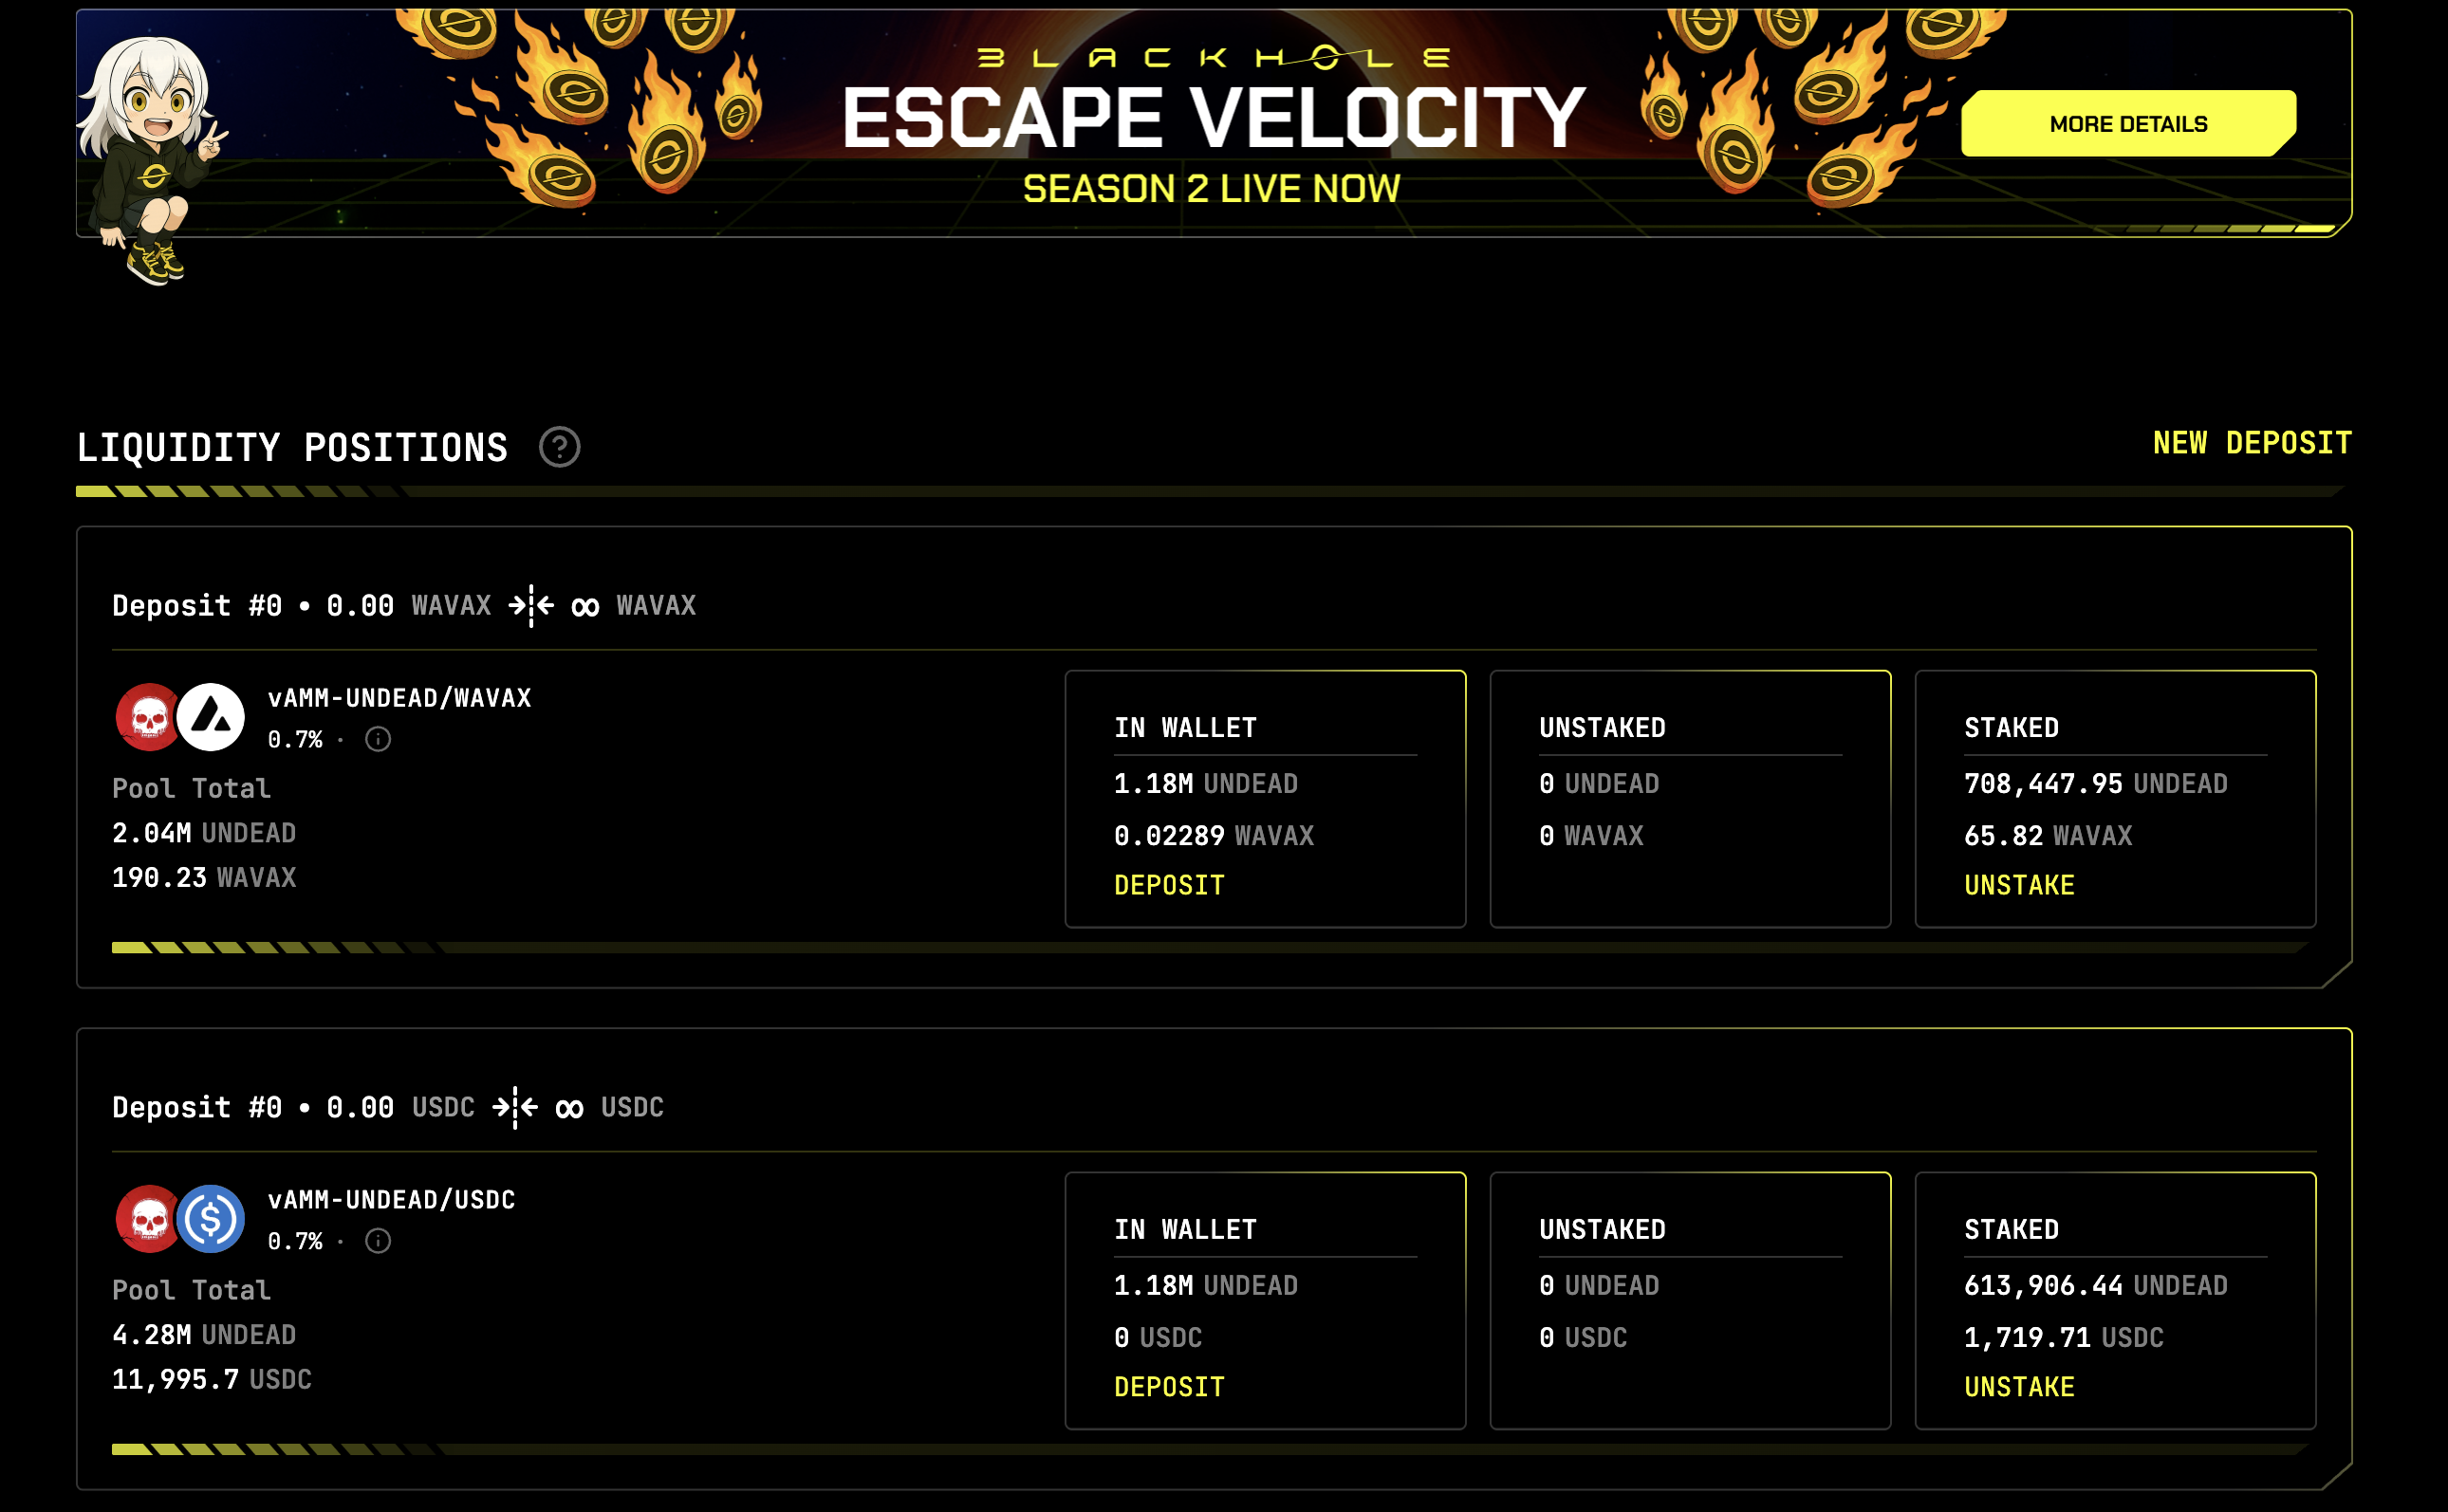 BLACKHOLE
ESCAPE VELOCITY
SEASON 2 LIVE NOW
MORE DETAILS
LIQUIDITY POSITIONS ?
NEW DEPOSIT
Deposit #0 • 0.00 WAVAX ∞ WAVAX
vAMM-UNDEAD/WAVAX
0.7% ·
Pool Total
2.04M UNDEAD
190.23 WAVAX
IN WALLET
1.18M UNDEAD
0.02289 WAVAX
DEPOSIT
UNSTAKED
0 UNDEAD
0 WAVAX
STAKED
708,447.95 UNDEAD
65.82 WAVAX
UNSTAKE
Deposit #0 • 0.00 USDC ∞ USDC
vAMM-UNDEAD/USDC
0.7% ·
Pool Total
4.28M UNDEAD
11,995.7 USDC
IN WALLET
1.18M UNDEAD
0 USDC
DEPOSIT
UNSTAKED
0 UNDEAD
0 USDC
STAKED
613,906.44 UNDEAD
1,719.71 USDC
UNSTAKE